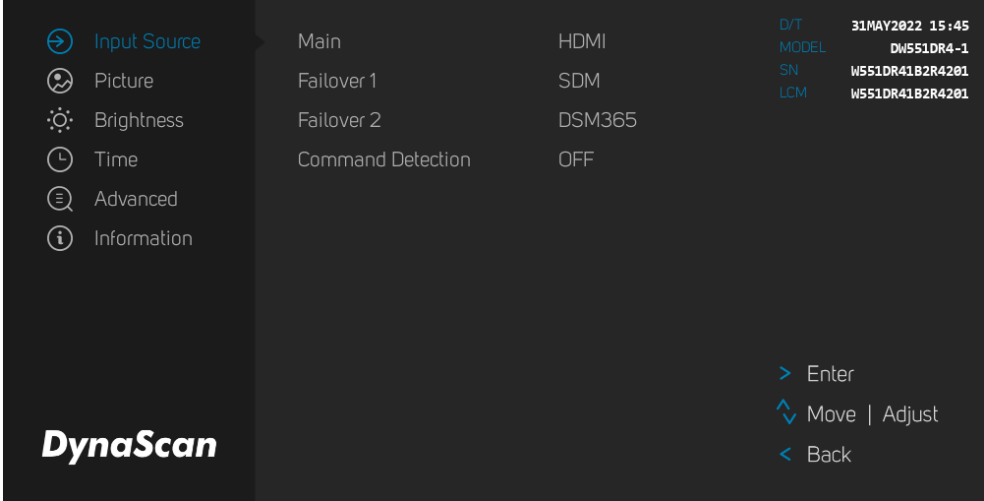 Input Source
Picture
Brightness
Time
Advanced
Information
DynaScan
Main HDMI
Failover 1 SDM
Failover 2 DSM365
Command Detection OFF
D/T 31MAY2022 15:45
MODEL DW551DR4-1
SN W551DR41B2R4201
LCM W551DR41B2R4201
> Enter
Move | Adjust
< Back